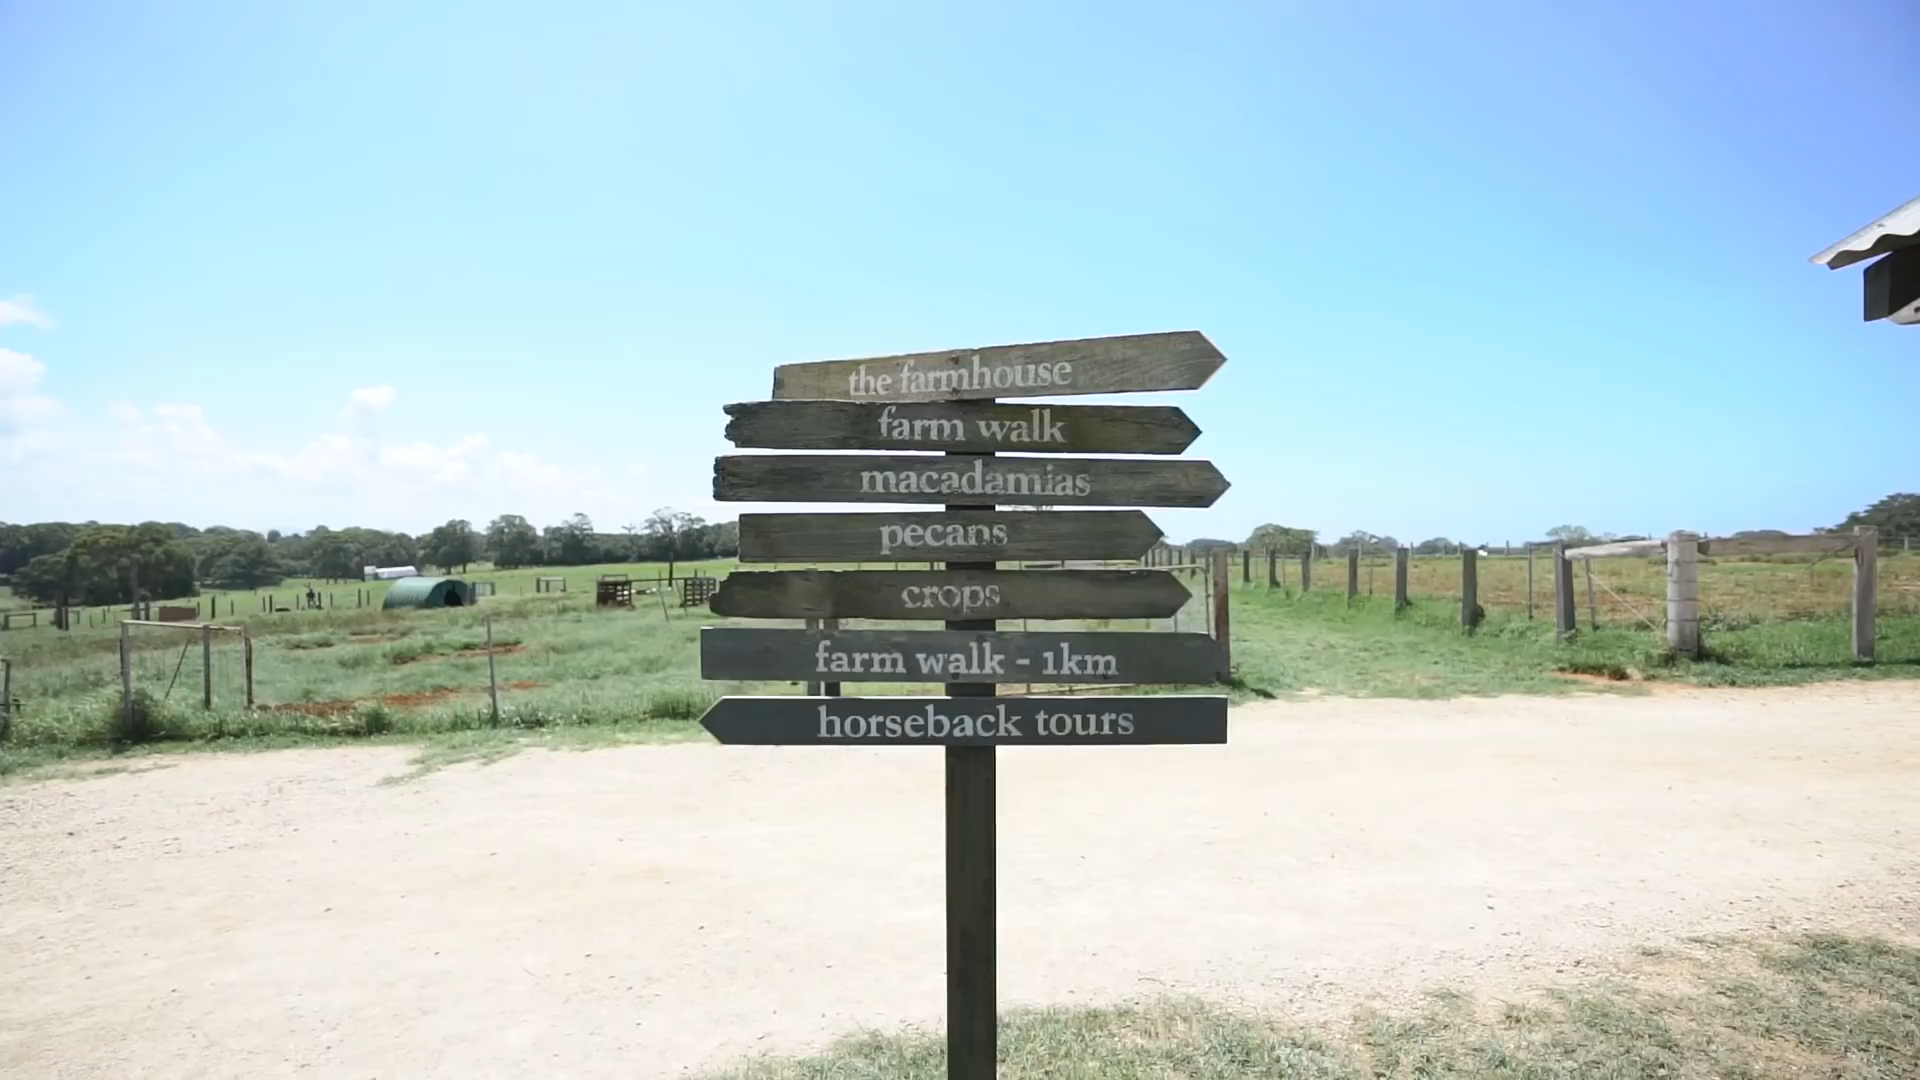 the farmhouse
farm walk
macadamias
pecans
crops
farm walk - 1km
horseback tours